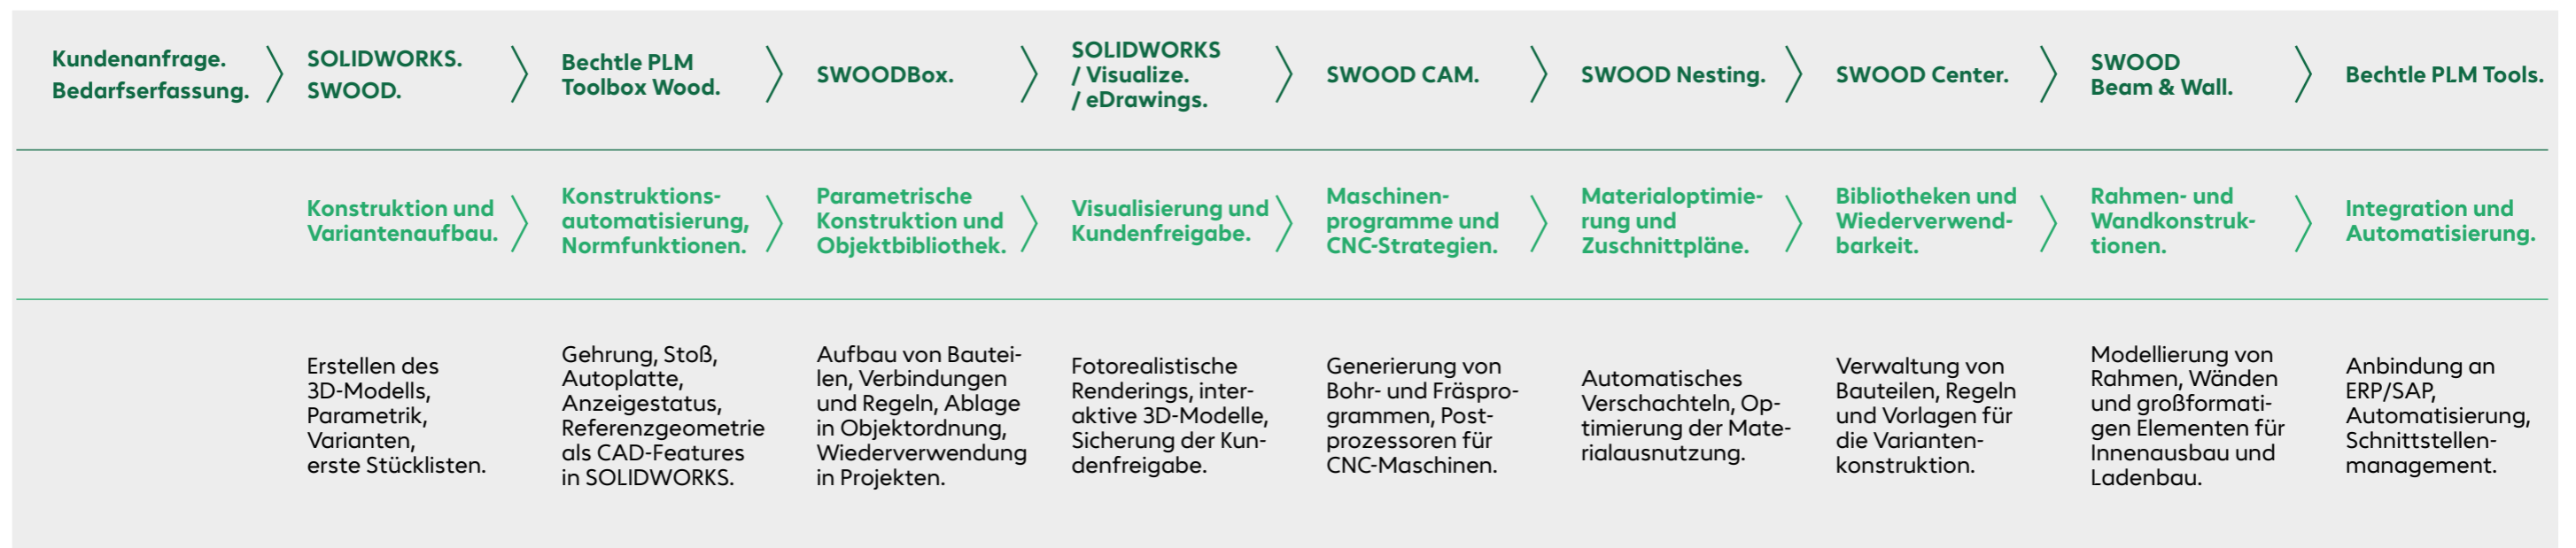 Kundenanfrage.
Bedarfserfassung.
SOLIDWORKS.
SWOOD.
Bechtle PLM
Toolbox Wood.
SWOODBox.
SOLIDWORKS
/ Visualize.
/ eDrawings.
SWOOD CAM.
SWOOD Nesting.
SWOOD Center.
SWOOD
Beam & Wall.
Bechtle PLM Tools.
Konstruktion und
Variantenaufbau.
Konstruktions-
automatisierung,
Normfunktionen.
Parametrische
Konstruktion und
Objektbibliothek.
Visualisierung und
Kundenfreigabe.
Maschinen-
programme und
CNC-Strategien.
Materialoptimie-
rung und
Zuschnittpläne.
Bibliotheken und
Wiederverwend-
barkeit.
Rahmen- und
Wandkonstruk-
tionen.
Integration und
Automatisierung.
Erstellen des
3D-Modells,
Parametrik,
Varianten,
erste Stücklisten.
Gehrung, Stoß,
Autoplatte,
Anzeigestatus,
Referenzgeometrie
als CAD-Features
in SOLIDWORKS.
Aufbau von Bautei-
len, Verbindungen
und Regeln, Ablage
in Objektordnung,
Wiederverwendung
in Projekten.
Fotorealistische
Renderings, inter-
aktive 3D-Modelle,
Sicherung der Kun-
denfreigabe.
Generierung von
Bohr- und Fräspro-
grammen, Post-
prozessoren für
CNC-Maschinen.
Automatisches
Verschachteln, Op-
timierung der Mate-
rialausnutzung.
Verwaltung von
Bauteilen, Regeln
und Vorlagen für
die Varianten-
konstruktion.
Modellierung von
Rahmen, Wänden
und großformati-
gen Elementen für
Innenausbau und
Ladenbau.
Anbindung an
ERP/SAP,
Automatisierung,
Schnittstellen-
management.